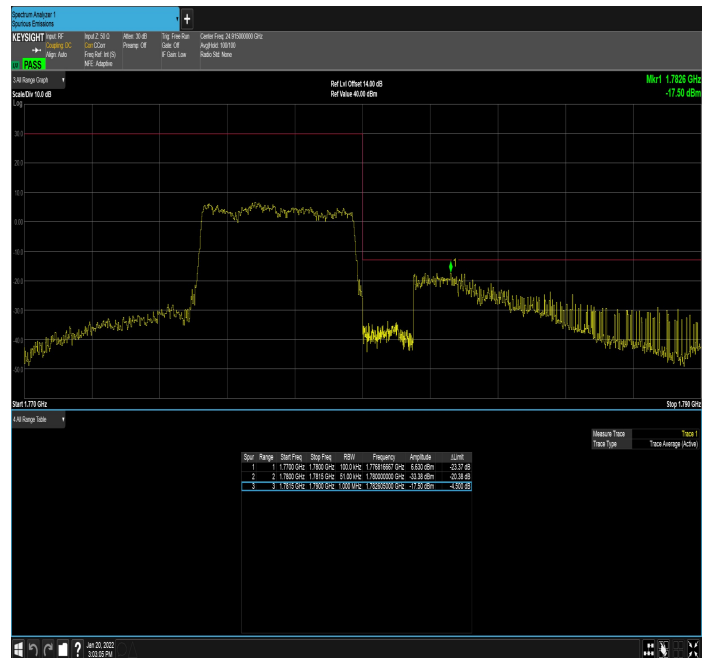 Spectrum Analyzer 1
Spurious Emissions
+
KEYSIGHT Input: RF Input Z: 50 Ω Atten: 30 dB Trig: Free Run Center Freq: 24.915000000 GHz
Coupling: DC Corr CCorr Preamp: Off Gate: Off Avg|Hold: 100/100
Align: Auto Freq Ref: Int (S) IF Gain: Low Radio Std: None
PASS NFE: Adaptive
3 All Range Graph
Ref Lvl Offset 14.00 dB Mkr1 1.7826 GHz
Scale/Div 10.0 dB Ref Value 40.00 dBm -17.50 dBm
Log
30.0
20.0
10.0
0.00
-10.0
1
-20.0
-30.0
-40.0
-50.0
Start 1.770 GHz Stop 1.790 GHz
4 All Range Table
Measure Trace Trace 1
Trace Type Trace Average (Active)
Spur Range Start Freq Stop Freq RBW Frequency Amplitude ΔLimit
1 1 1.7700 GHz 1.7800 GHz 100.0 kHz 1.776816667 GHz 6.630 dBm -23.37 dB
2 2 1.7800 GHz 1.7815 GHz 51.00 kHz 1.780000000 GHz -33.38 dBm -20.38 dB
3 3 1.7815 GHz 1.7900 GHz 1.000 MHz 1.782605000 GHz -17.50 dBm -4.500 dB
? Jan 20, 2022
3:03:05 PM